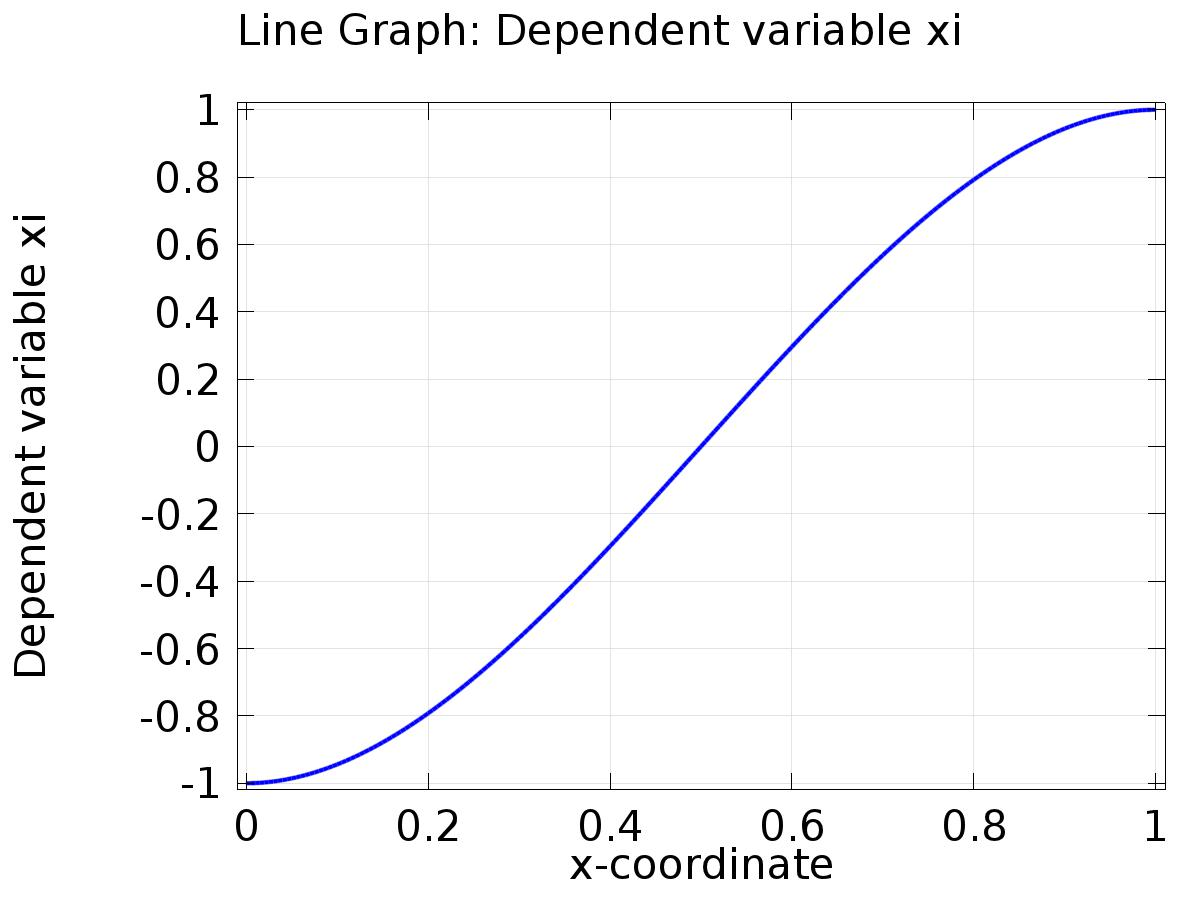 Line Graph: Dependent variable xi
Dependent variable xi
1
0.8
0.6
0.4
0.2
0
-0.2
-0.4
-0.6
-0.8
-1
0 0.2 0.4 0.6 0.8 1
x-coordinate